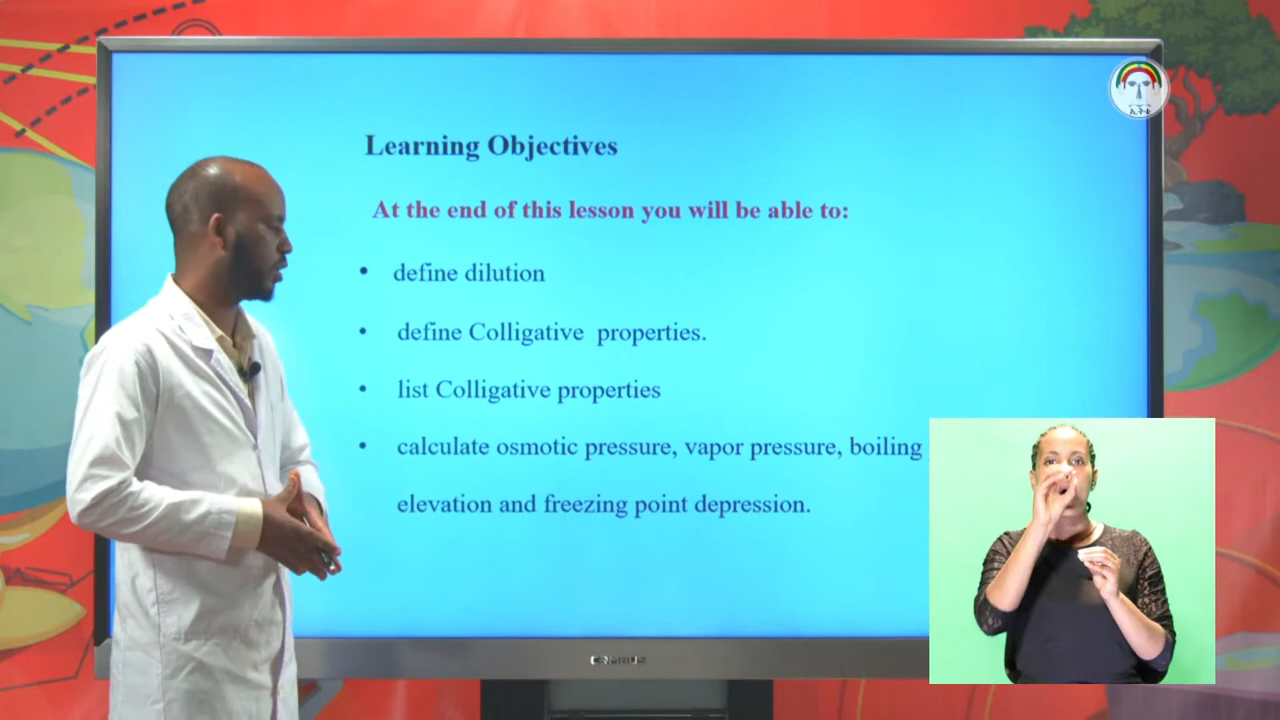 Learning Objectives
At the end of this lesson you will be able to:
• define dilution
• define Colligative properties.
• list Colligative properties
• calculate osmotic pressure, vapor pressure, boiling
elevation and freezing point depression.